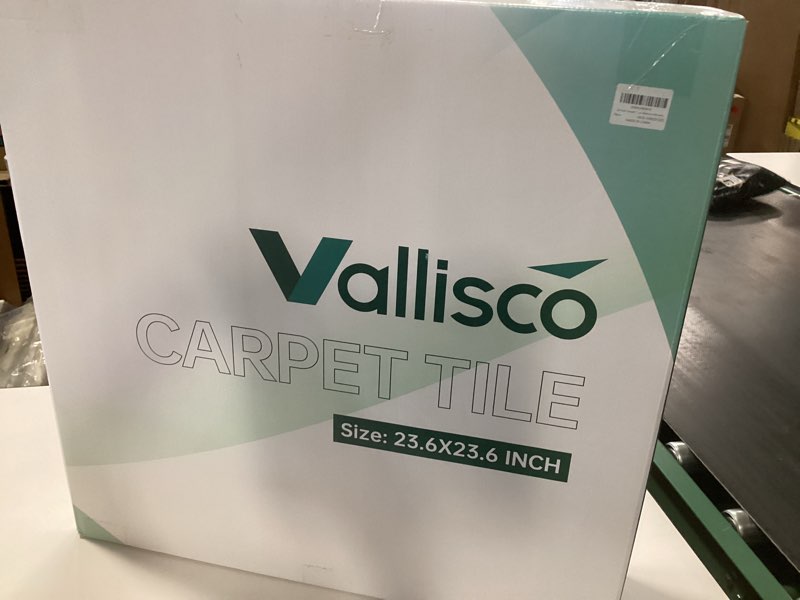 Vallisco
CARPET TILE
Size: 23.6X23.6 INCH